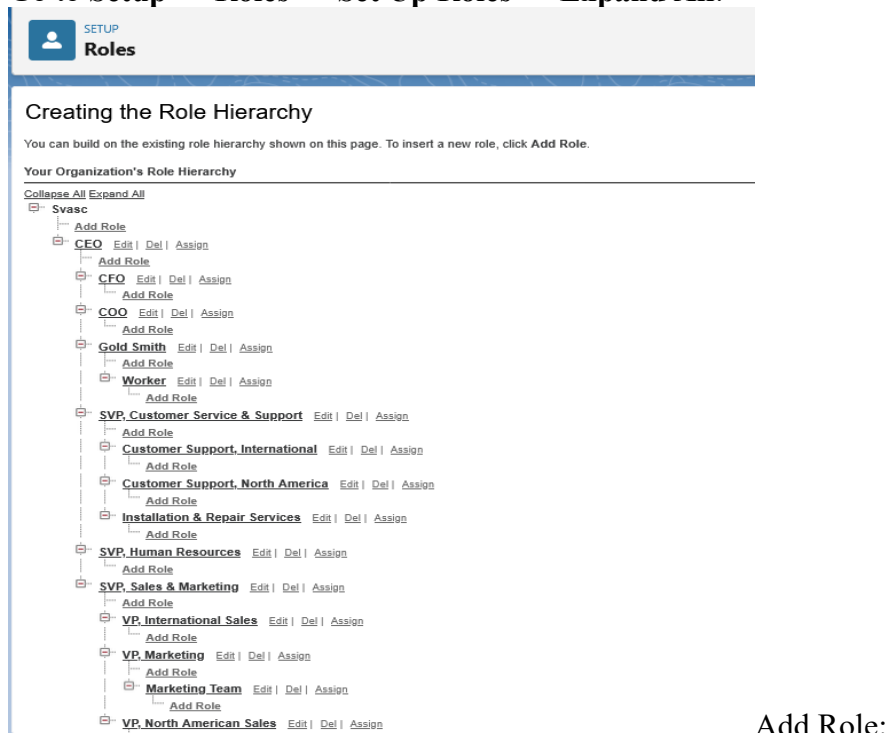 SETUP
Roles
Creating the Role Hierarchy
You can build on the existing role hierarchy shown on this page. To insert a new role, click Add Role.
Your Organization's Role Hierarchy
Collapse All Expand All
Svasc
Add Role
CEO Edit | Del | Assign
Add Role
CFO Edit | Del | Assign
Add Role
COO Edit | Del | Assign
Add Role
Gold Smith Edit | Del | Assign
Add Role
Worker Edit | Del | Assign
Add Role
SVP, Customer Service & Support Edit | Del | Assign
Add Role
Customer Support, International Edit | Del | Assign
Add Role
Customer Support, North America Edit | Del | Assign
Add Role
Installation & Repair Services Edit | Del | Assign
Add Role
SVP, Human Resources Edit | Del | Assign
Add Role
SVP, Sales & Marketing Edit | Del | Assign
Add Role
VP, International Sales Edit | Del | Assign
Add Role
VP, Marketing Edit | Del | Assign
Add Role
Marketing Team Edit | Del | Assign
Add Role
VP, North American Sales Edit | Del | Assign
Add Role: